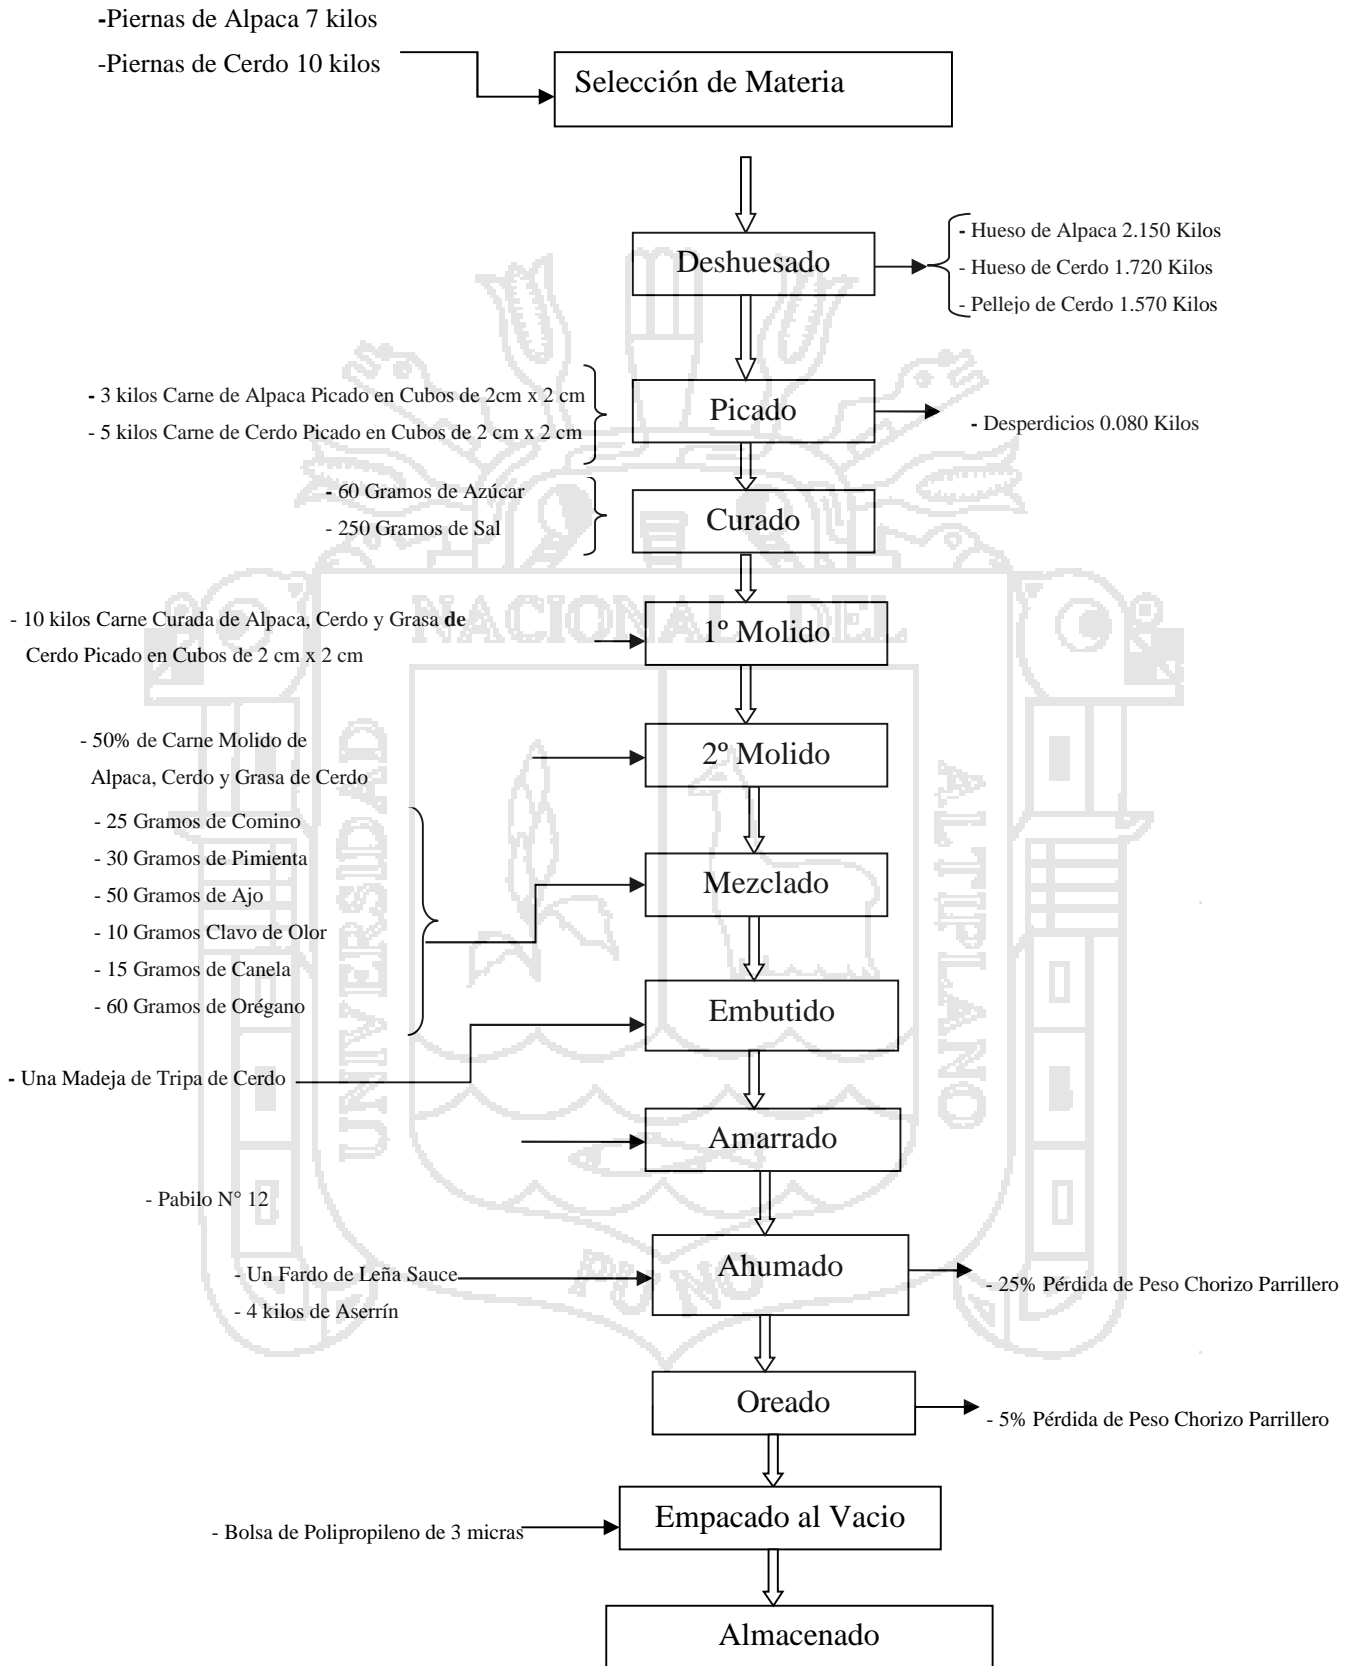 -Piernas de Alpaca 7 kilos
-Piernas de Cerdo 10 kilos
Selección de Materia
Deshuesado
- Hueso de Alpaca 2.150 Kilos
- Hueso de Cerdo 1.720 Kilos
- Pellejo de Cerdo 1.570 Kilos
- 3 kilos Carne de Alpaca Picado en Cubos de 2cm x 2 cm
- 5 kilos Carne de Cerdo Picado en Cubos de 2 cm x 2 cm
Picado
- Desperdicios 0.080 Kilos
- 60 Gramos de Azúcar
- 250 Gramos de Sal
Curado
- 10 kilos Carne Curada de Alpaca, Cerdo y Grasa de
Cerdo Picado en Cubos de 2 cm x 2 cm
1º Molido
- 50% de Carne Molido de
Alpaca, Cerdo y Grasa de Cerdo
2º Molido
- 25 Gramos de Comino
- 30 Gramos de Pimienta
- 50 Gramos de Ajo
- 10 Gramos Clavo de Olor
- 15 Gramos de Canela
- 60 Gramos de Orégano
Mezclado
Embutido
- Una Madeja de Tripa de Cerdo
Amarrado
- Pabilo N° 12
- Un Fardo de Leña Sauce
- 4 kilos de Aserrín
Ahumado
- 25% Pérdida de Peso Chorizo Parrillero
Oreado
- 5% Pérdida de Peso Chorizo Parrillero
- Bolsa de Polipropileno de 3 micras
Empacado al Vacio
Almacenado
UNIVERSIDAD
NACIONAL DEL
ALTIPLANO
PUNO